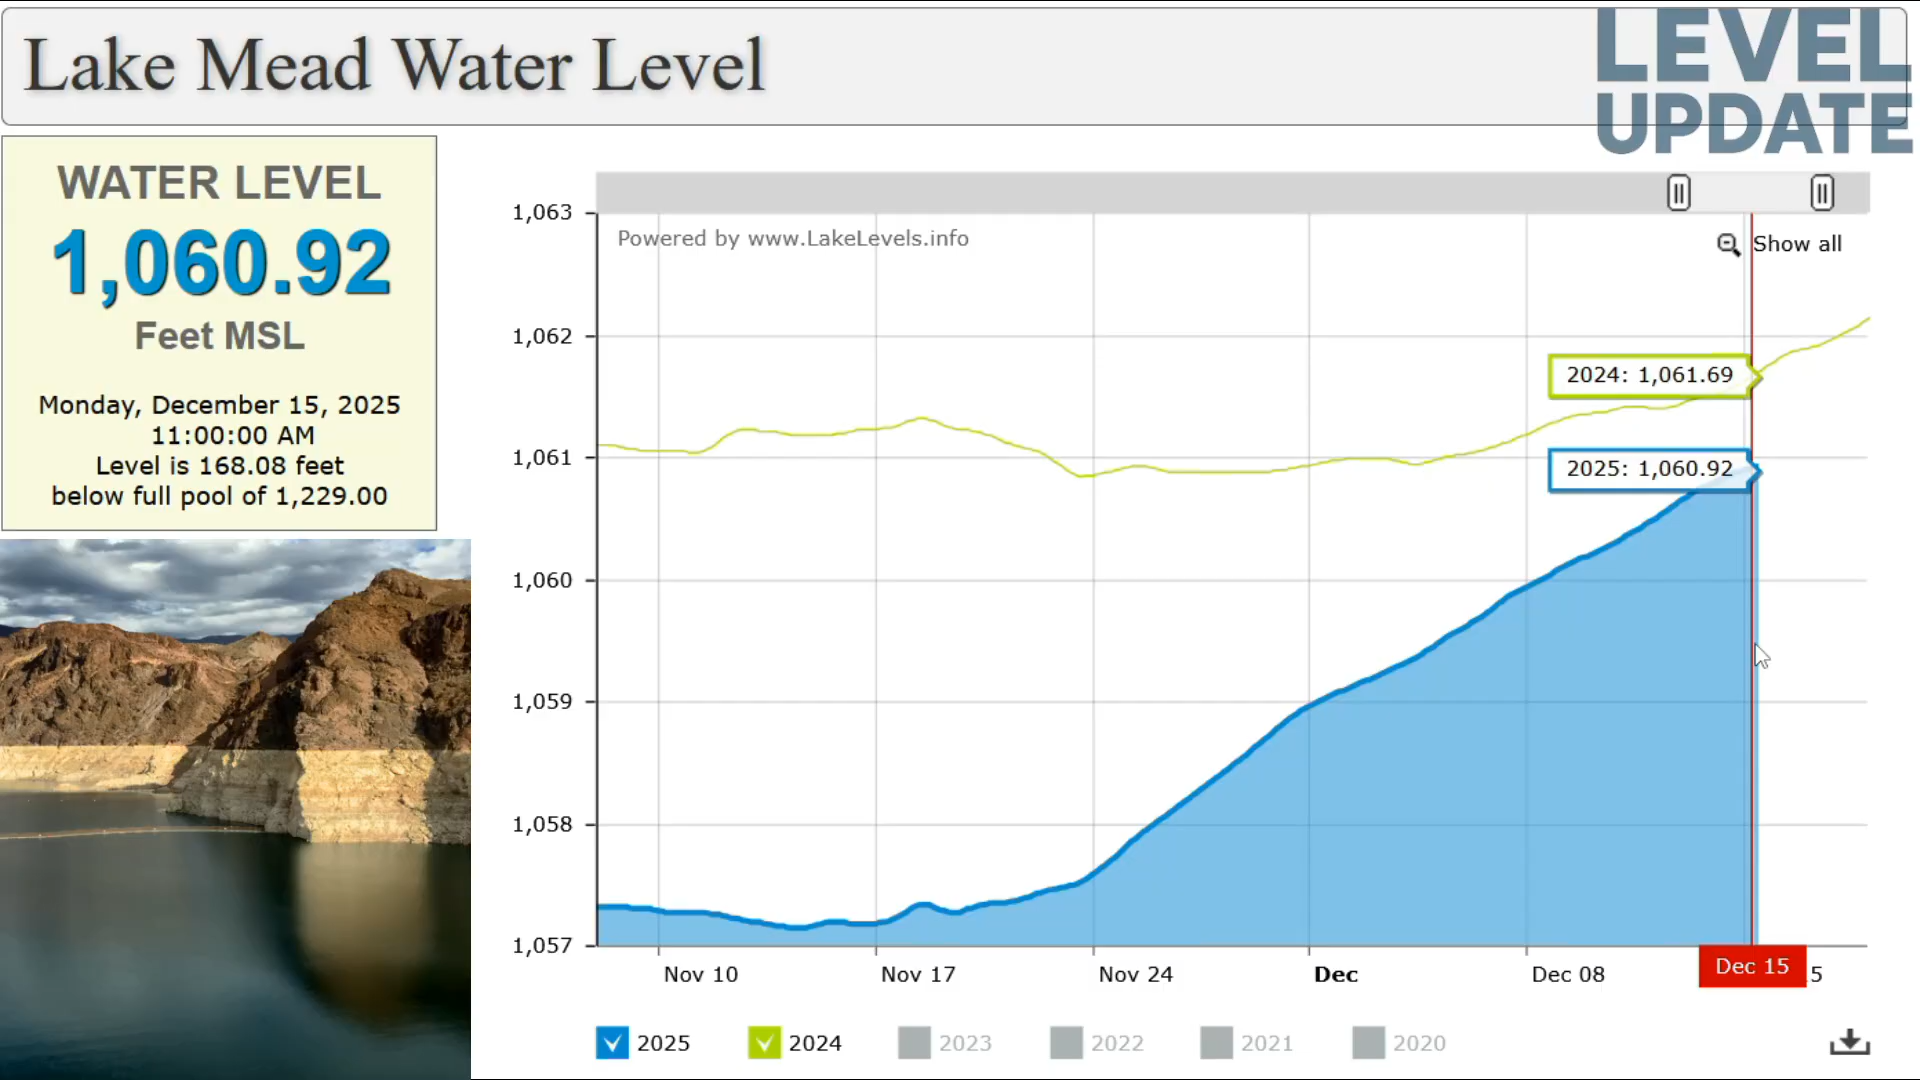 Lake Mead Water Level
LEVEL
UPDATE
WATER LEVEL
1,060.92
Feet MSL
Monday, December 15, 2025
11:00:00 AM
Level is 168.08 feet
below full pool of 1,229.00
1,063
1,062
1,061
1,060
1,059
1,058
1,057
Powered by www.LakeLevels.info
Show all
2024: 1,061.69
2025: 1,060.92
Nov 10
Nov 17
Nov 24
Dec
Dec 08
Dec 15
5
2025
2024
2023
2022
2021
2020